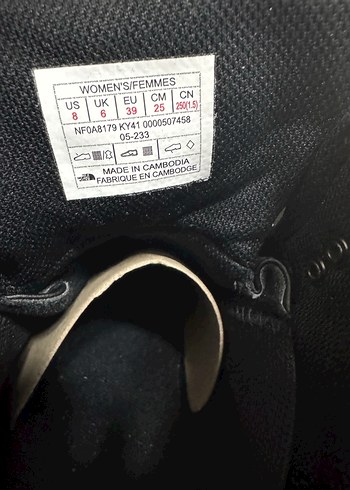 WOMEN'S/FEMMES
US UK EU CM CN
8 6 39 25 250(1.5)
NF0A8179 KY41 0000507458
05-233
MADE IN CAMBODIA
FABRIQUE EN CAMBODGE